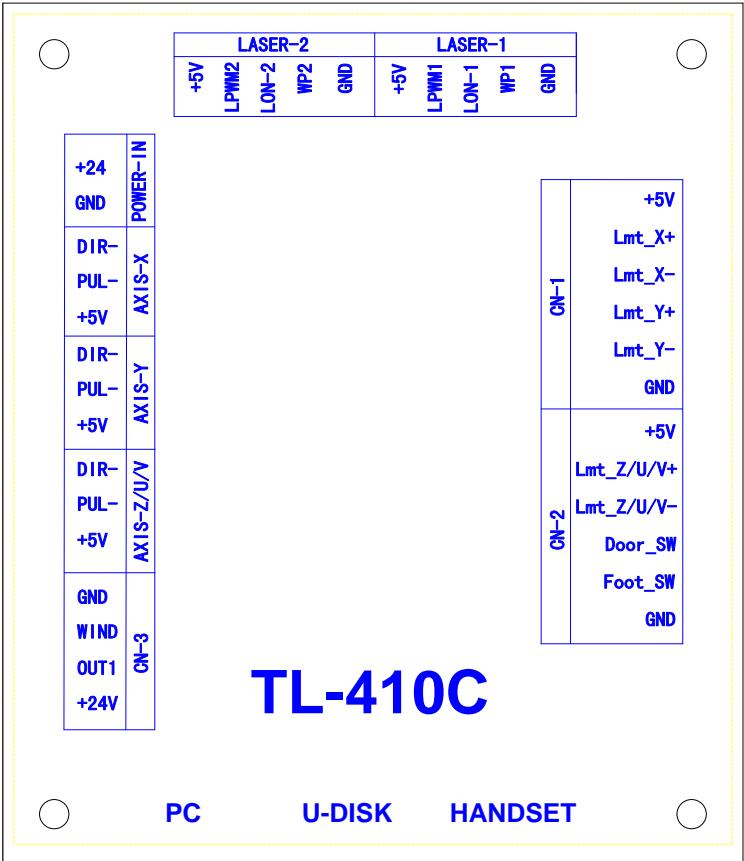 LASER-2 LASER-1
+5V LPWM2 LON-2 WP2 GND +5V LPWM1 LON-1 WP1 GND
POWER-IN
+24
GND
AXIS-X
DIR-
PUL-
+5V
AXIS-Y
DIR-
PUL-
+5V
AXIS-Z/U/V
DIR-
PUL-
+5V
CN-3
GND
WIND
OUT1
+24V
CN-1
+5V
Lmt_X+
Lmt_X-
Lmt_Y+
Lmt_Y-
GND
CN-2
+5V
Lmt_Z/U/V+
Lmt_Z/U/V-
Door_SW
Foot_SW
GND
TL-410C
PC U-DISK HANDSET